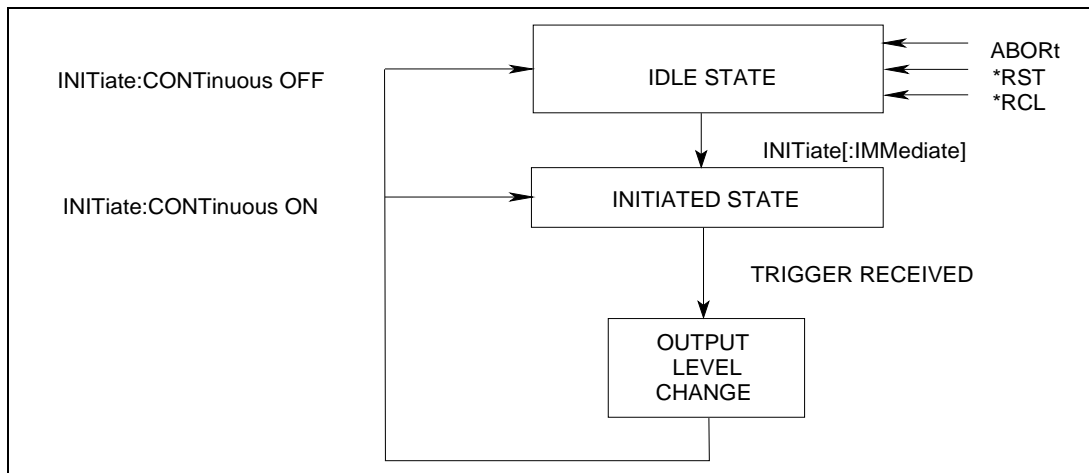 ABORt
INITiate:CONTinuous OFF
IDLE STATE
*RST
*RCL
INITiate[:IMMediate]
INITIATED STATE
INITiate:CONTinuous ON
TRIGGER RECEIVED
OUTPUT
LEVEL
CHANGE